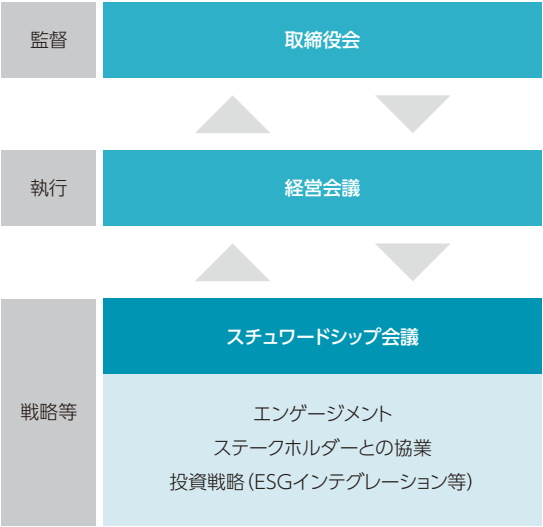 監督
取締役会
執行
経営会議
戦略等
スチュワードシップ会議
エンゲージメント
ステークホルダーとの協業
投資戦略（ESGインテグレーション等）